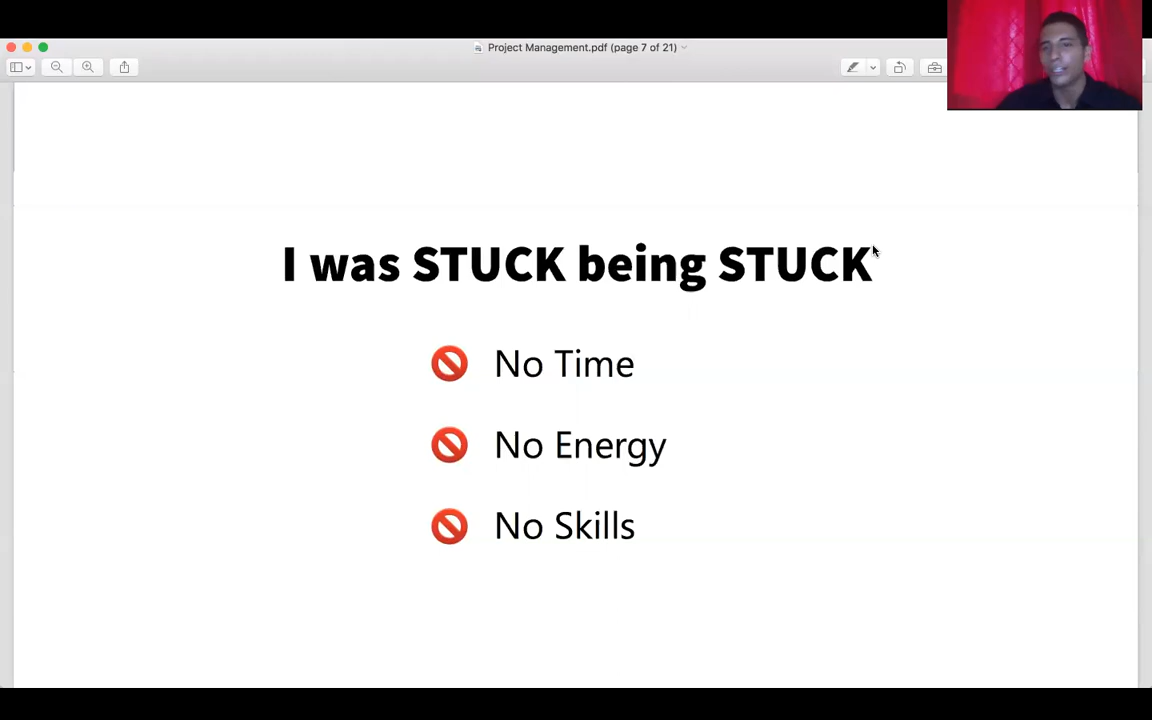 Project Management.pdf (page 7 of 21)
I was STUCK being STUCK
No Time
No Energy
No Skills